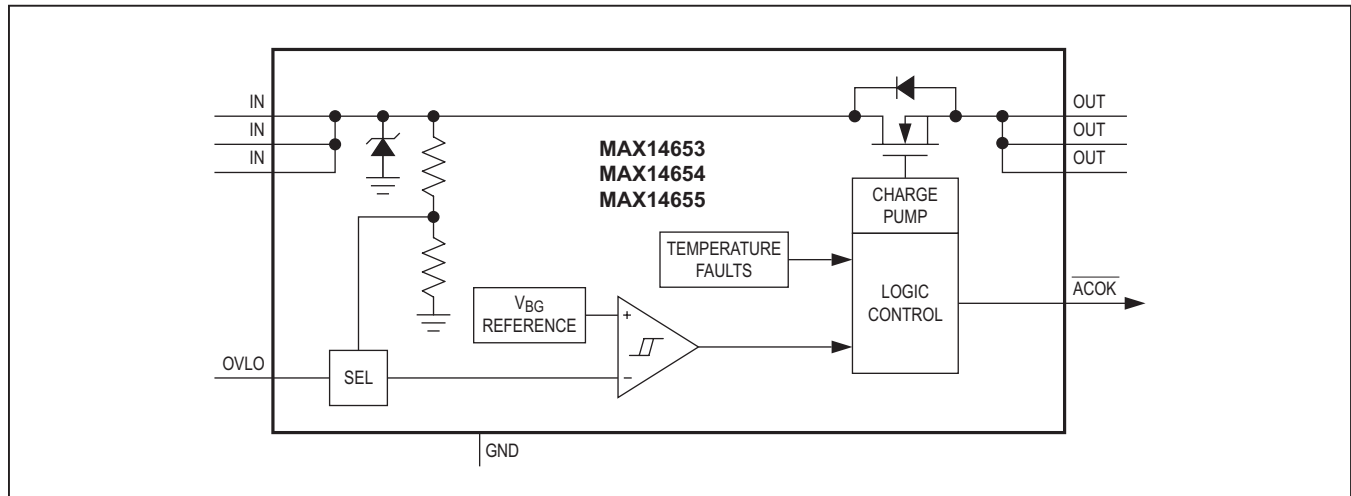 IN
IN
IN
OUT
OUT
OUT
MAX14653
MAX14654
MAX14655
CHARGE
PUMP
TEMPERATURE
FAULTS
LOGIC
CONTROL
ACOK
VBG
REFERENCE
+
−
OVLO
SEL
GND